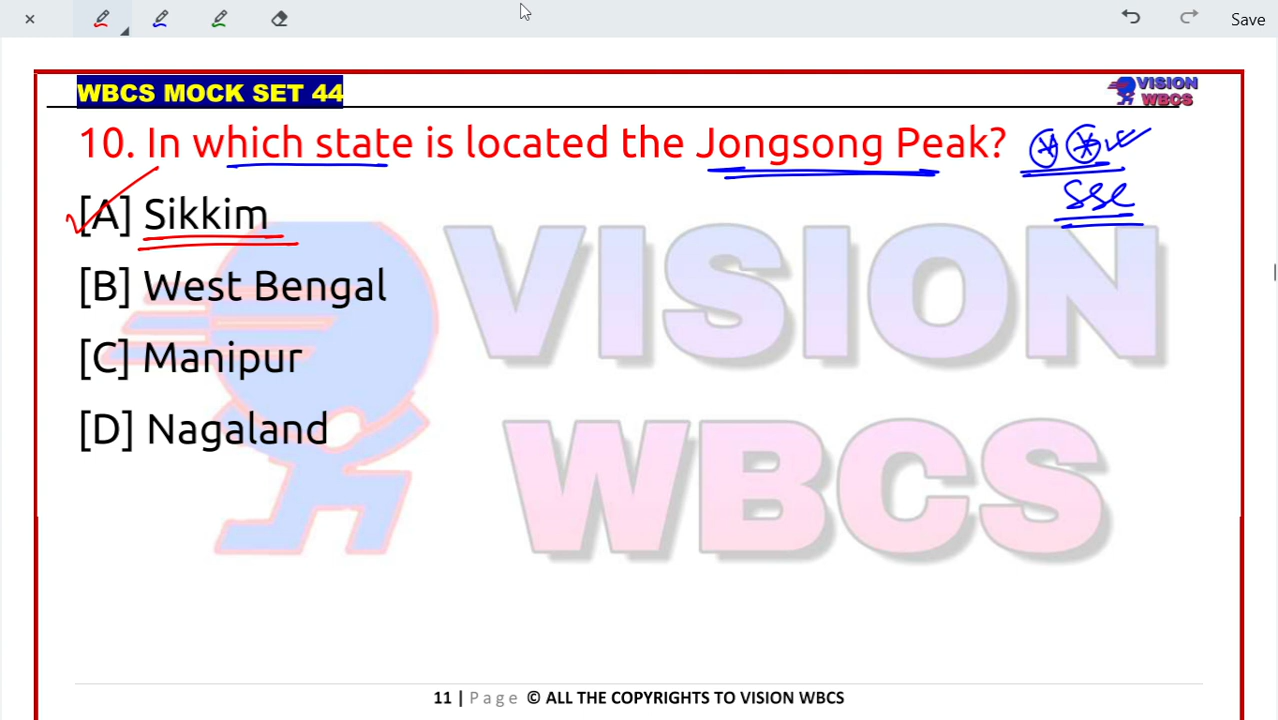 Save
WBCS MOCK SET 44
VISION
WBCS
10. In which state is located the Jongsong Peak?
SSC
[A] Sikkim
[B] West Bengal
[C] Manipur
[D] Nagaland
VISION
WBCS
11 | Page © ALL THE COPYRIGHTS TO VISION WBCS